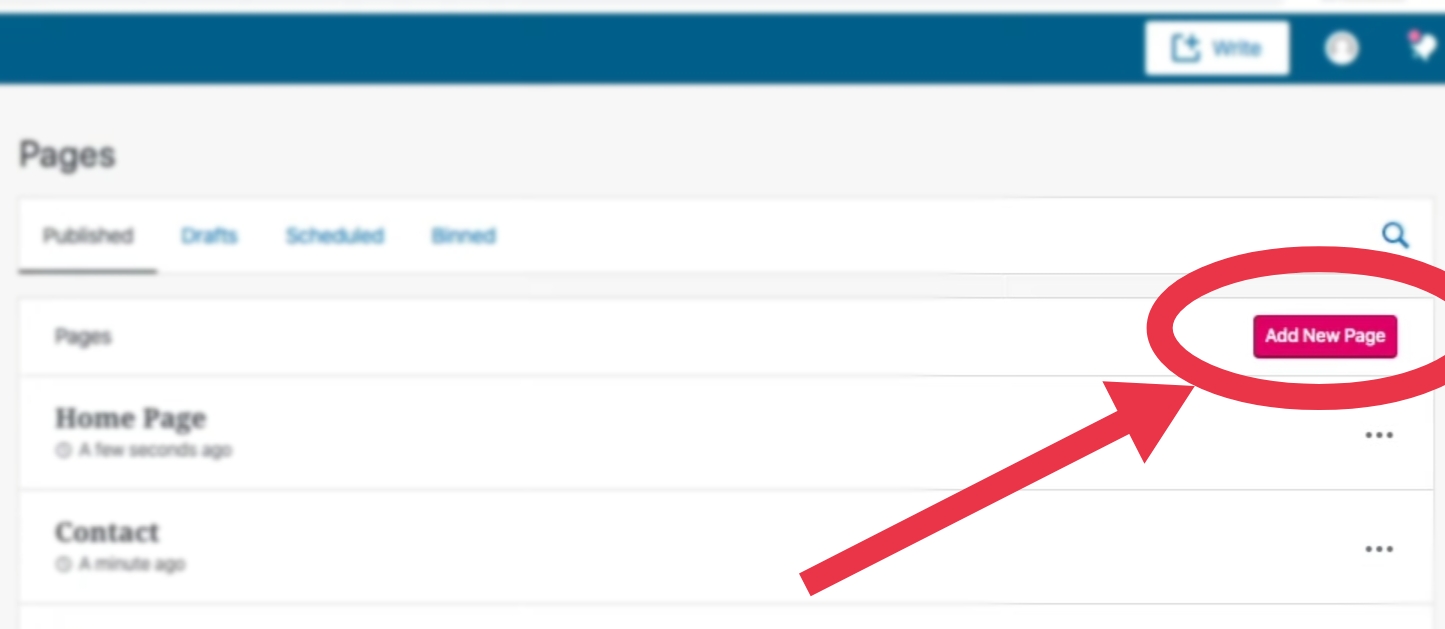 Write
Pages
Published Drafts Scheduled Binned
Pages Add New Page
Home Page
A few seconds ago
Contact
A minute ago